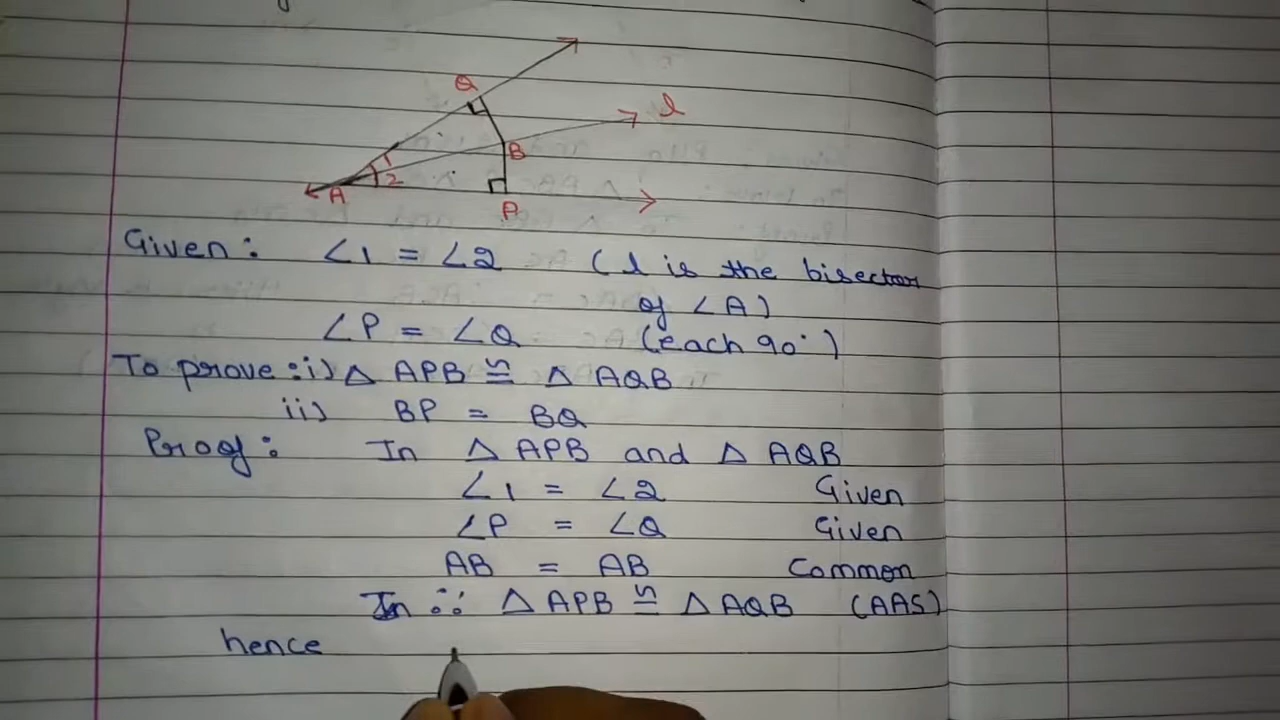 Q
l
1
B
2
A
P
Given : ∠1 = ∠2 (l is the bisector
of ∠A)
∠P = ∠Q (each 90°)
To prove : i) △ APB ≅ △ AQB
ii) BP = BQ
Proof : In △ APB and △ AQB
∠1 = ∠2 Given
∠P = ∠Q Given
AB = AB Common
In ∴ △ APB ≅ △ AQB (AAS)
hence